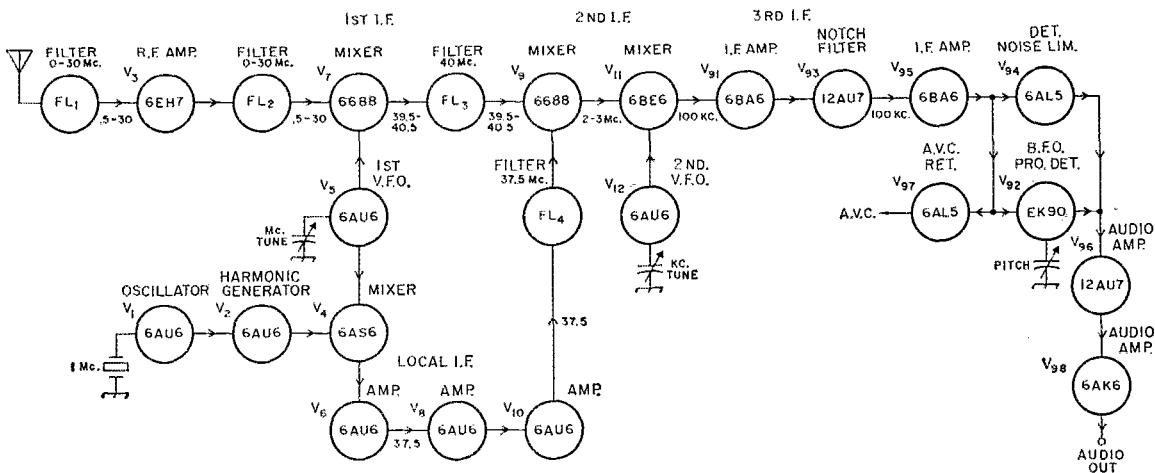 1ST I.F.
2ND I.F.
3RD I.F.
FILTER
0-30 Mc.
R.F. AMP.
FILTER
0-30 Mc.
MIXER
FILTER
40 Mc.
MIXER
MIXER
I.F. AMP
NOTCH
FILTER
I.F. AMP.
DET.
NOISE LIM.
V3
V7
V9
V11
V91
V93
V95
V94
FL1
6EH7
FL2
6688
FL3
6688
6BE6
6BA6
12AU7
6BA6
6AL5
.5-30
.5-30
39.5-
40.5
39.5-
40.5
2-3 Mc.
100 KC.
100 KC.
1ST
V.F.O.
V5
6AU6
Mc.
TUNE
FILTER
37.5 Mc.
FL4
2ND.
V.F.O.
V12
6AU6
KC.
TUNE
A.V.C.
RET.
V97
6AL5
A.V.C.
B.F.O.
PRO. DET.
V92
EK90
PITCH
AUDIO
AMP.
V96
12AU7
OSCILLATOR
V1
6AU6
1 Mc.
HARMONIC
GENERATOR
V2
6AU6
MIXER
V4
6AS6
37.5
AUDIO
AMP.
V98
6AK6
AUDIO
OUT
LOCAL I.F.
AMP.
V6
6AU6
37.5
AMP.
V8
6AU6
AMP.
V10
6AU6